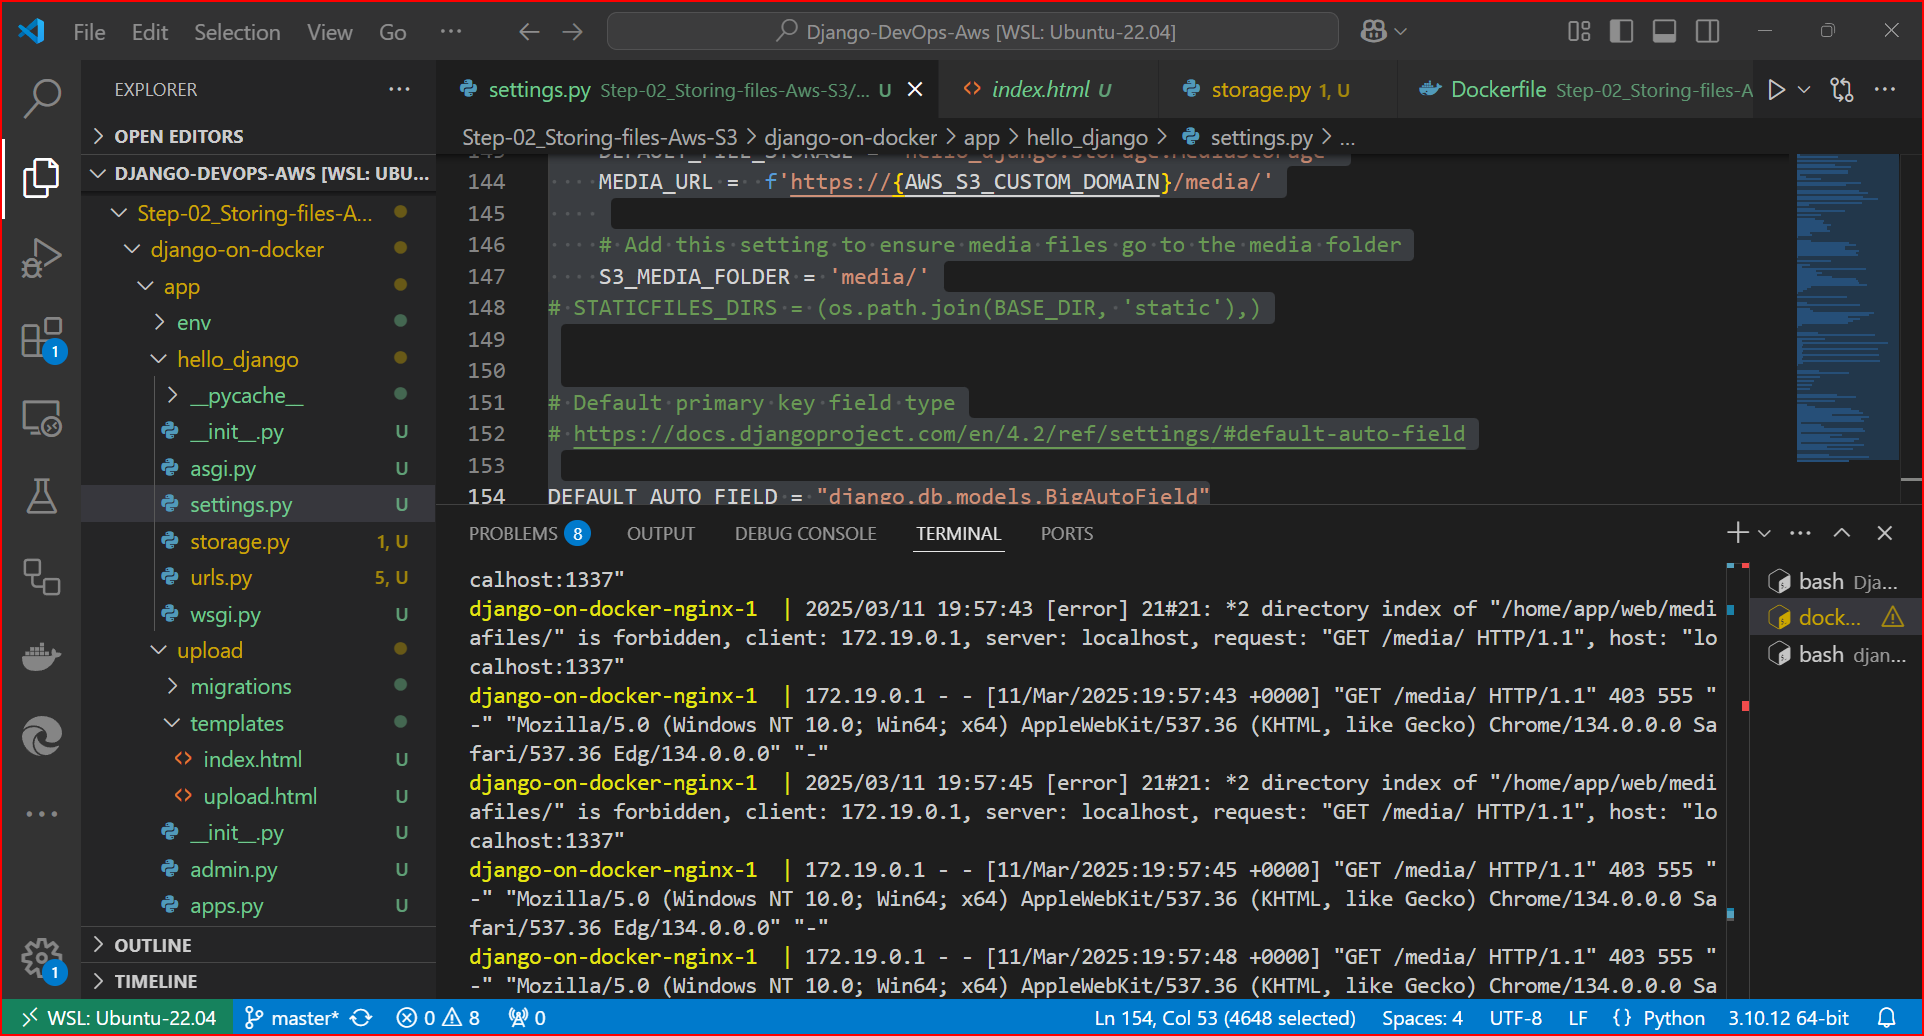 File Edit Selection View Go ··· Django-DevOps-Aws [WSL: Ubuntu-22.04]
EXPLORER ···
OPEN EDITORS
DJANGO-DEVOPS-AWS [WSL: UBU...
Step-02_Storing-files-A...
django-on-docker
app
env
hello_django
__pycache__
__init__.py U
asgi.py U
settings.py U
storage.py 1, U
urls.py 5, U
wsgi.py U
upload
migrations
templates
index.html U
upload.html U
__init__.py U
admin.py U
apps.py U
OUTLINE
TIMELINE
1
1
settings.py Step-02_Storing-files-Aws-S3/... U index.html U storage.py 1, U Dockerfile Step-02_Storing-files-A
Step-02_Storing-files-Aws-S3 > django-on-docker > app > hello_django > settings.py > ...
143 DEFAULT_FILE_STORAGE = 'hello_django.storage.MediaStorage'
144 MEDIA_URL = f'https://{AWS_S3_CUSTOM_DOMAIN}/media/'
145
146 # Add this setting to ensure media files go to the media folder
147 S3_MEDIA_FOLDER = 'media/'
148 # STATICFILES_DIRS = (os.path.join(BASE_DIR, 'static'),)
149
150
151 # Default primary key field type
152 # https://docs.djangoproject.com/en/4.2/ref/settings/#default-auto-field
153
154 DEFAULT_AUTO_FIELD = "django.db.models.BigAutoField"
PROBLEMS 8 OUTPUT DEBUG CONSOLE TERMINAL PORTS
calhost:1337"
django-on-docker-nginx-1 | 2025/03/11 19:57:43 [error] 21#21: *2 directory index of "/home/app/web/medi
afiles/" is forbidden, client: 172.19.0.1, server: localhost, request: "GET /media/ HTTP/1.1", host: "lo
calhost:1337"
django-on-docker-nginx-1 | 172.19.0.1 - - [11/Mar/2025:19:57:43 +0000] "GET /media/ HTTP/1.1" 403 555 "
-" "Mozilla/5.0 (Windows NT 10.0; Win64; x64) AppleWebKit/537.36 (KHTML, like Gecko) Chrome/134.0.0.0 Sa
fari/537.36 Edg/134.0.0.0" "-"
django-on-docker-nginx-1 | 2025/03/11 19:57:45 [error] 21#21: *2 directory index of "/home/app/web/medi
afiles/" is forbidden, client: 172.19.0.1, server: localhost, request: "GET /media/ HTTP/1.1", host: "lo
calhost:1337"
django-on-docker-nginx-1 | 172.19.0.1 - - [11/Mar/2025:19:57:45 +0000] "GET /media/ HTTP/1.1" 403 555 "
-" "Mozilla/5.0 (Windows NT 10.0; Win64; x64) AppleWebKit/537.36 (KHTML, like Gecko) Chrome/134.0.0.0 Sa
fari/537.36 Edg/134.0.0.0" "-"
django-on-docker-nginx-1 | 172.19.0.1 - - [11/Mar/2025:19:57:48 +0000] "GET /media/ HTTP/1.1" 403 555 "
-" "Mozilla/5.0 (Windows NT 10.0; Win64; x64) AppleWebKit/537.36 (KHTML, like Gecko) Chrome/134.0.0.0 Sa
bash Dja...
dock...
bash djan...
WSL: Ubuntu-22.04 master* 0 8 0 Ln 154, Col 53 (4648 selected) Spaces: 4 UTF-8 LF {} Python 3.10.12 64-bit